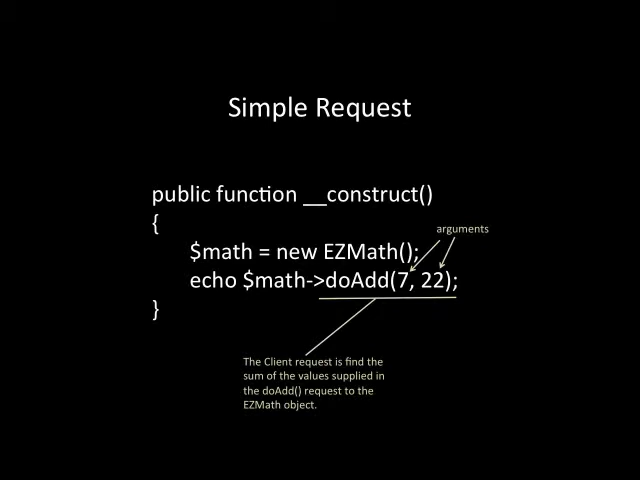 Simple Request
public function __construct()
{
arguments
$math = new EZMath();
echo $math->doAdd(7, 22);
}
The Client request is find the
sum of the values supplied in
the doAdd() request to the
EZMath object.